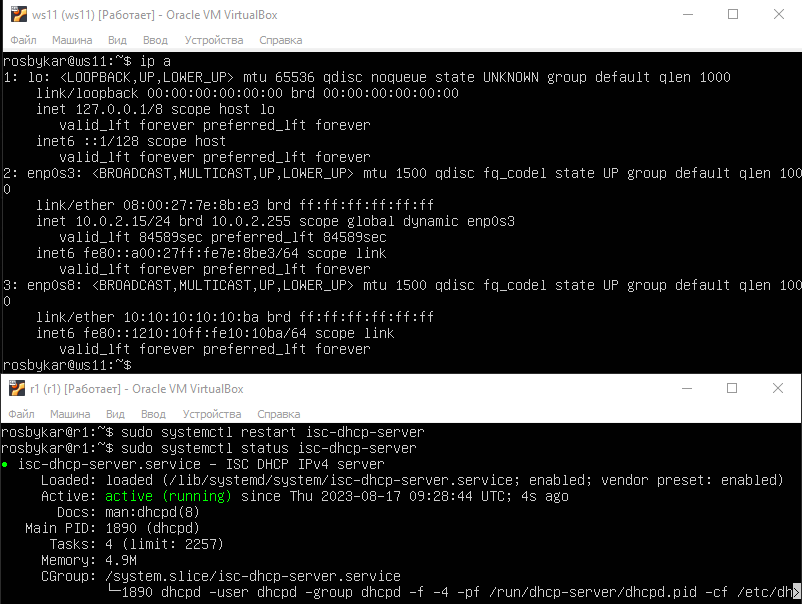 ws11 (ws11) [Работает] - Oracle VM VirtualBox
Файл Машина Вид Ввод Устройства Справка
rosbykar@ws11:~$ ip a
1: lo: <LOOPBACK,UP,LOWER_UP> mtu 65536 qdisc noqueue state UNKNOWN group default qlen 1000
    link/loopback 00:00:00:00:00:00 brd 00:00:00:00:00:00
    inet 127.0.0.1/8 scope host lo
       valid_lft forever preferred_lft forever
    inet6 ::1/128 scope host
       valid_lft forever preferred_lft forever
2: enp0s3: <BROADCAST,MULTICAST,UP,LOWER_UP> mtu 1500 qdisc fq_codel state UP group default qlen 100
0
    link/ether 08:00:27:7e:8b:e3 brd ff:ff:ff:ff:ff:ff
    inet 10.0.2.15/24 brd 10.0.2.255 scope global dynamic enp0s3
       valid_lft 84589sec preferred_lft 84589sec
    inet6 fe80::a00:27ff:fe7e:8be3/64 scope link
       valid_lft forever preferred_lft forever
3: enp0s8: <BROADCAST,MULTICAST,UP,LOWER_UP> mtu 1500 qdisc fq_codel state UP group default qlen 100
0
    link/ether 10:10:10:10:10:ba brd ff:ff:ff:ff:ff:ff
    inet6 fe80::1210:10ff:fe10:10ba/64 scope link
       valid_lft forever preferred_lft forever
rosbykar@ws11:~$
r1 (r1) [Работает] - Oracle VM VirtualBox
Файл Машина Вид Ввод Устройства Справка
rosbykar@r1:~$ sudo systemctl restart isc-dhcp-server
rosbykar@r1:~$ sudo systemctl status isc-dhcp-server
● isc-dhcp-server.service - ISC DHCP IPv4 server
     Loaded: loaded (/lib/systemd/system/isc-dhcp-server.service; enabled; vendor preset: enabled)
     Active: active (running) since Thu 2023-08-17 09:28:44 UTC; 4s ago
       Docs: man:dhcpd(8)
   Main PID: 1890 (dhcpd)
      Tasks: 4 (limit: 2257)
     Memory: 4.9M
     CGroup: /system.slice/isc-dhcp-server.service
             └─1890 dhcpd -user dhcpd -group dhcpd -f -4 -pf /run/dhcp-server/dhcpd.pid -cf /etc/dh>